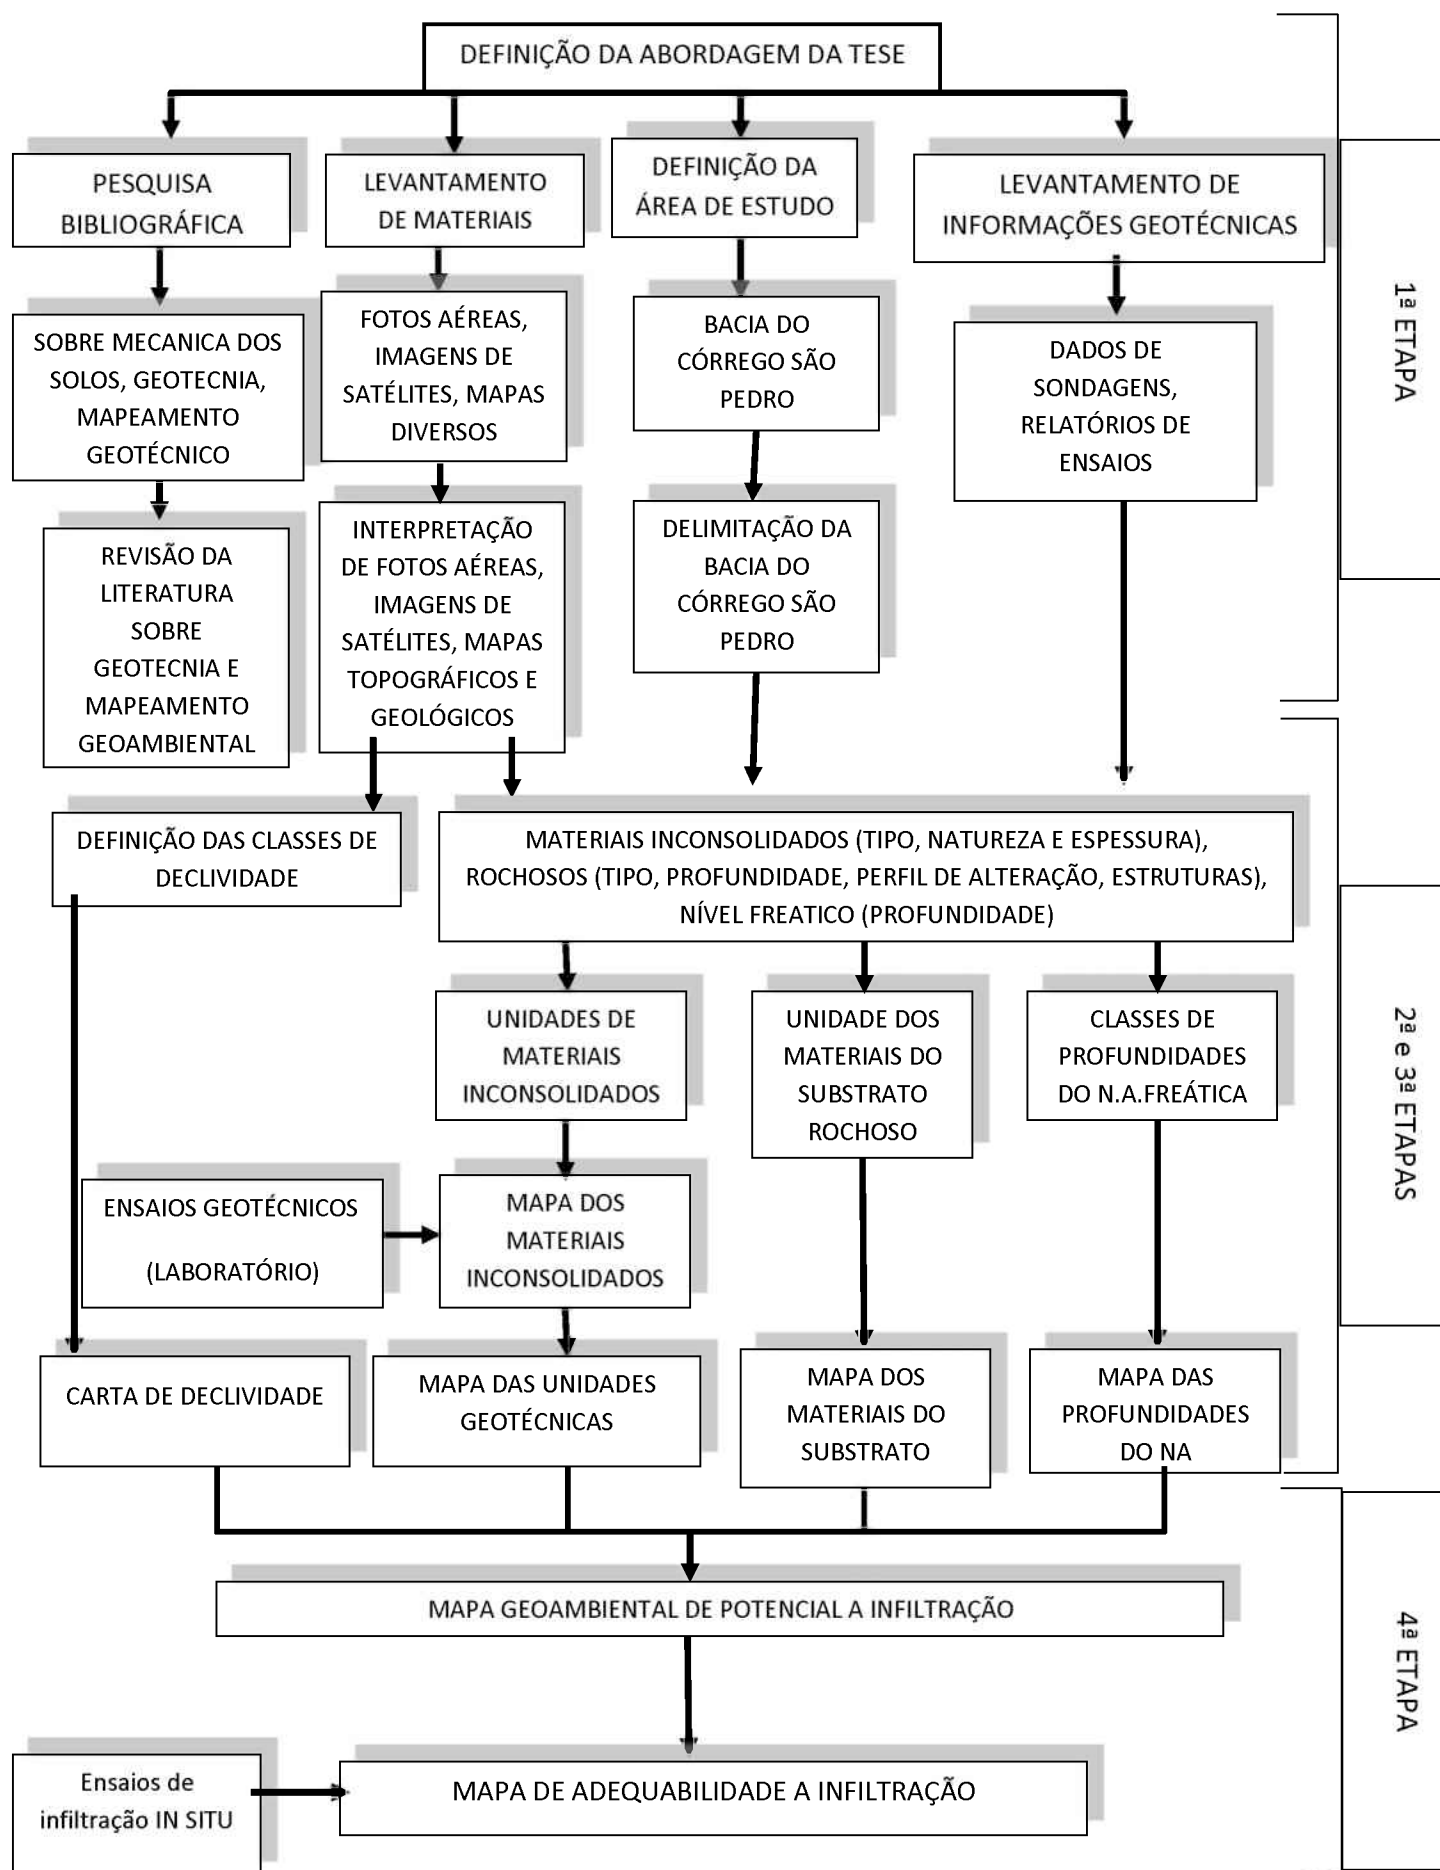 DEFINIÇÃO DA ABORDAGEM DA TESE
PESQUISA
BIBLIOGRÁFICA
LEVANTAMENTO
DE MATERIAIS
DEFINIÇÃO DA
ÁREA DE ESTUDO
LEVANTAMENTO DE
INFORMAÇÕES GEOTÉCNICAS
1ª ETAPA
SOBRE MECANICA DOS
SOLOS, GEOTECNIA,
MAPEAMENTO
GEOTÉCNICO
FOTOS AÉREAS,
IMAGENS DE
SATÉLITES, MAPAS
DIVERSOS
BACIA DO
CÓRREGO SÃO
PEDRO
DADOS DE
SONDAGENS,
RELATÓRIOS DE
ENSAIOS
REVISÃO DA
LITERATURA
SOBRE
GEOTECNIA E
MAPEAMENTO
GEOAMBIENTAL
INTERPRETAÇÃO
DE FOTOS AÉREAS,
IMAGENS DE
SATÉLITES, MAPAS
TOPOGRÁFICOS E
GEOLÓGICOS
DELIMITAÇÃO DA
BACIA DO
CÓRREGO SÃO
PEDRO
DEFINIÇÃO DAS CLASSES DE
DECLIVIDADE
MATERIAIS INCONSOLIDADOS (TIPO, NATUREZA E ESPESSURA),
ROCHOSOS (TIPO, PROFUNDIDADE, PERFIL DE ALTERAÇÃO, ESTRUTURAS),
NÍVEL FREATICO (PROFUNDIDADE)
2ª e 3ª ETAPAS
UNIDADES DE
MATERIAIS
INCONSOLIDADOS
UNIDADE DOS
MATERIAIS DO
SUBSTRATO
ROCHOSO
CLASSES DE
PROFUNDIDADES
DO N.A.FREÁTICA
ENSAIOS GEOTÉCNICOS
(LABORATÓRIO)
MAPA DOS
MATERIAIS
INCONSOLIDADOS
CARTA DE DECLIVIDADE
MAPA DAS UNIDADES
GEOTÉCNICAS
MAPA DOS
MATERIAIS DO
SUBSTRATO
MAPA DAS
PROFUNDIDADES
DO NA
MAPA GEOAMBIENTAL DE POTENCIAL A INFILTRAÇÃO
4ª ETAPA
Ensaios de
infiltração IN SITU
MAPA DE ADEQUABILIDADE A INFILTRAÇÃO